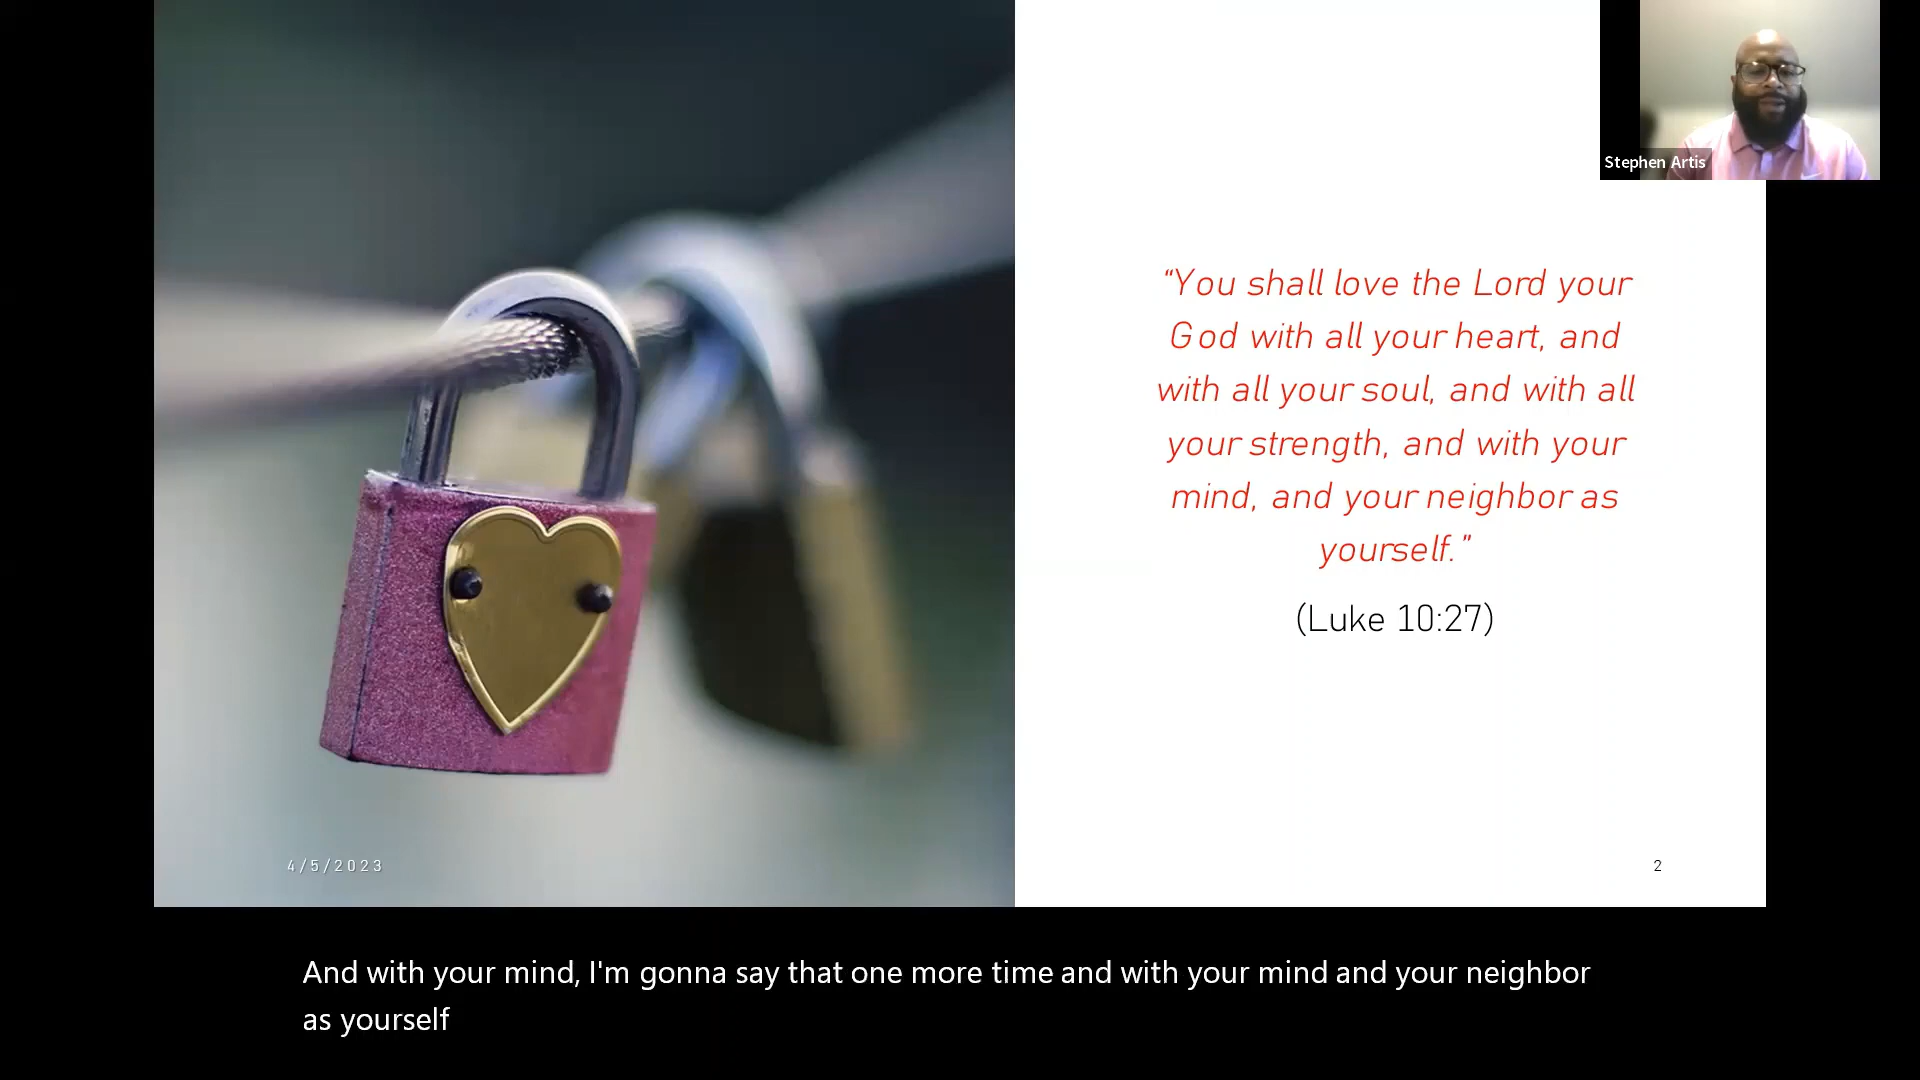 Stephen Artis
“You shall love the Lord your
God with all your heart, and
with all your soul, and with all
your strength, and with your
mind, and your neighbor as
yourself.”
(Luke 10:27)
4/5/2023
2
And with your mind, I'm gonna say that one more time and with your mind and your neighbor
as yourself